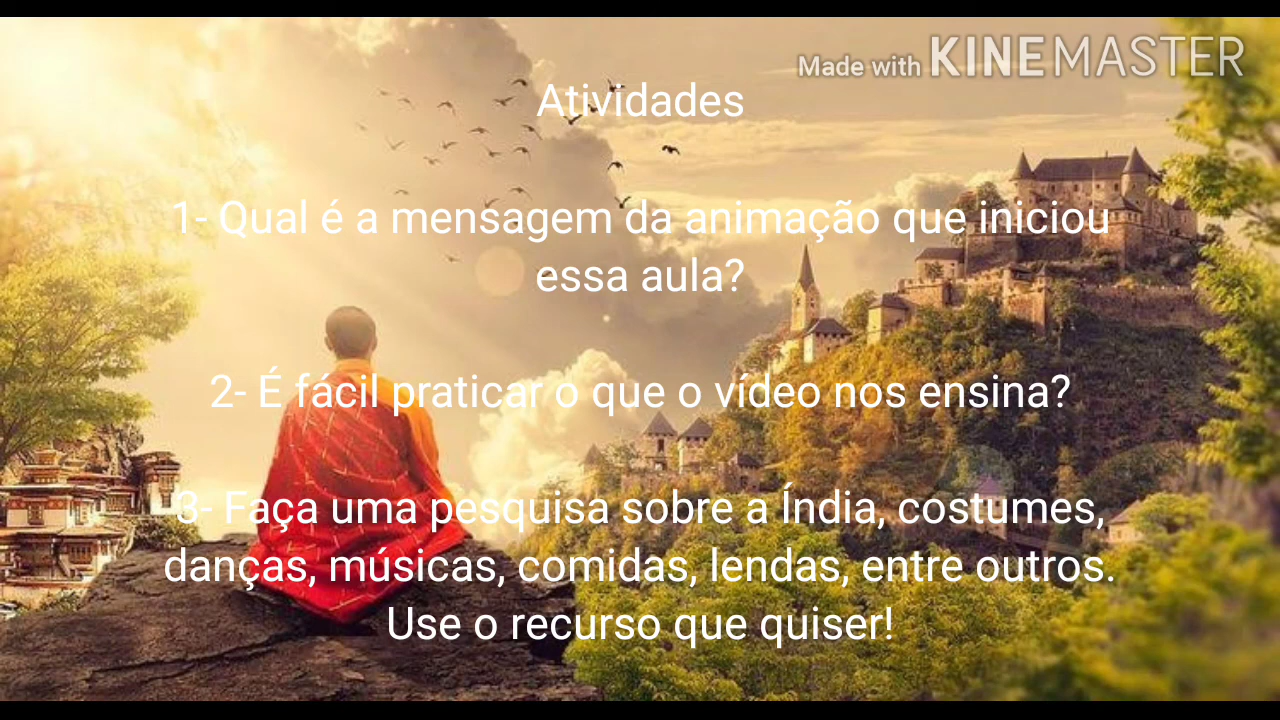 Made with KINEMASTER
Atividades
1- Qual é a mensagem da animação que iniciou
essa aula?
2- É fácil praticar o que o vídeo nos ensina?
3- Faça uma pesquisa sobre a Índia, costumes,
danças, músicas, comidas, lendas, entre outros.
Use o recurso que quiser!